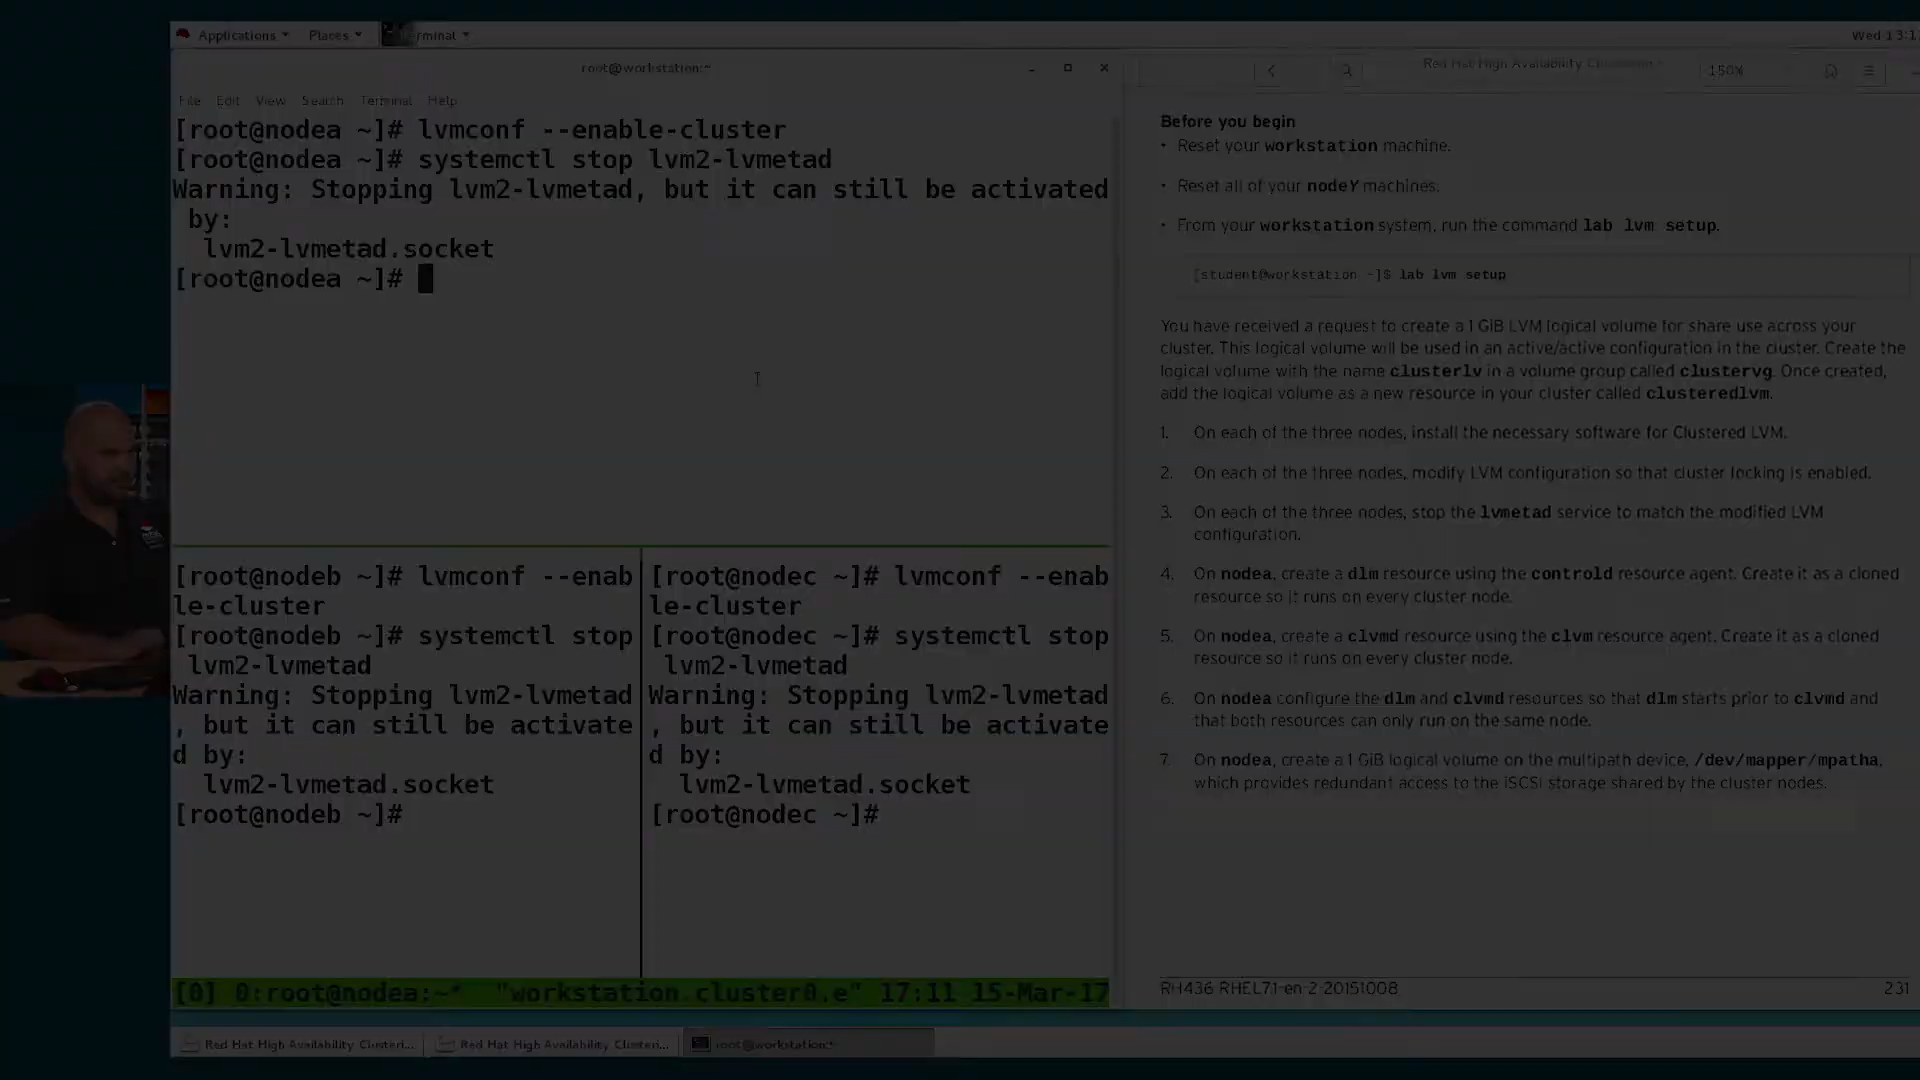 Applications Places
Wed 13:1
root@workstation:~
File Edit View Search Terminal Help
[root@nodea ~]# lvmconf --enable-cluster
[root@nodea ~]# systemctl stop lvm2-lvmetad
Warning: Stopping lvm2-lvmetad, but it can still be activated
by:
lvm2-lvmetad.socket
[root@nodea ~]#
[root@nodeb ~]# lvmconf --enab
le-cluster
[root@nodeb ~]# systemctl stop
lvm2-lvmetad
Warning: Stopping lvm2-lvmetad
, but it can still be activate
d by:
lvm2-lvmetad.socket
[root@nodeb ~]#
[root@nodec ~]# lvmconf --enab
le-cluster
[root@nodec ~]# systemctl stop
lvm2-lvmetad
Warning: Stopping lvm2-lvmetad
, but it can still be activate
d by:
lvm2-lvmetad.socket
[root@nodec ~]#
[0] 0:root@nodea:~* "workstation.cluster0.e" 17:11 15-Mar-17
Red Hat High Availability Clustering
150%
Before you begin
• Reset your workstation machine.
• Reset all of your nodeY machines.
• From your workstation system, run the command lab lvm setup.
[student@workstation ~]$ lab lvm setup
You have received a request to create a 1 GiB LVM logical volume for share use across your
cluster. This logical volume will be used in an active/active configuration in the cluster. Create the
logical volume with the name clusterlv in a volume group called clustervg. Once created,
add the logical volume as a new resource in your cluster called clusteredlvm.
1. On each of the three nodes, install the necessary software for Clustered LVM.
2. On each of the three nodes, modify LVM configuration so that cluster locking is enabled.
3. On each of the three nodes, stop the lvmetad service to match the modified LVM
configuration.
4. On nodea, create a dlm resource using the controld resource agent. Create it as a cloned
resource so it runs on every cluster node.
5. On nodea, create a clvmd resource using the clvm resource agent. Create it as a cloned
resource so it runs on every cluster node.
6. On nodea configure the dlm and clvmd resources so that dlm starts prior to clvmd and
that both resources can only run on the same node.
7. On nodea, create a 1 GiB logical volume on the multipath device, /dev/mapper/mpatha,
which provides redundant access to the iSCSI storage shared by the cluster nodes.
RH436-RHEL7.1-en-2-20151008
231
Red Hat High Availability Clusteri...
Red Hat High Availability Clusteri...
root@workstation:~